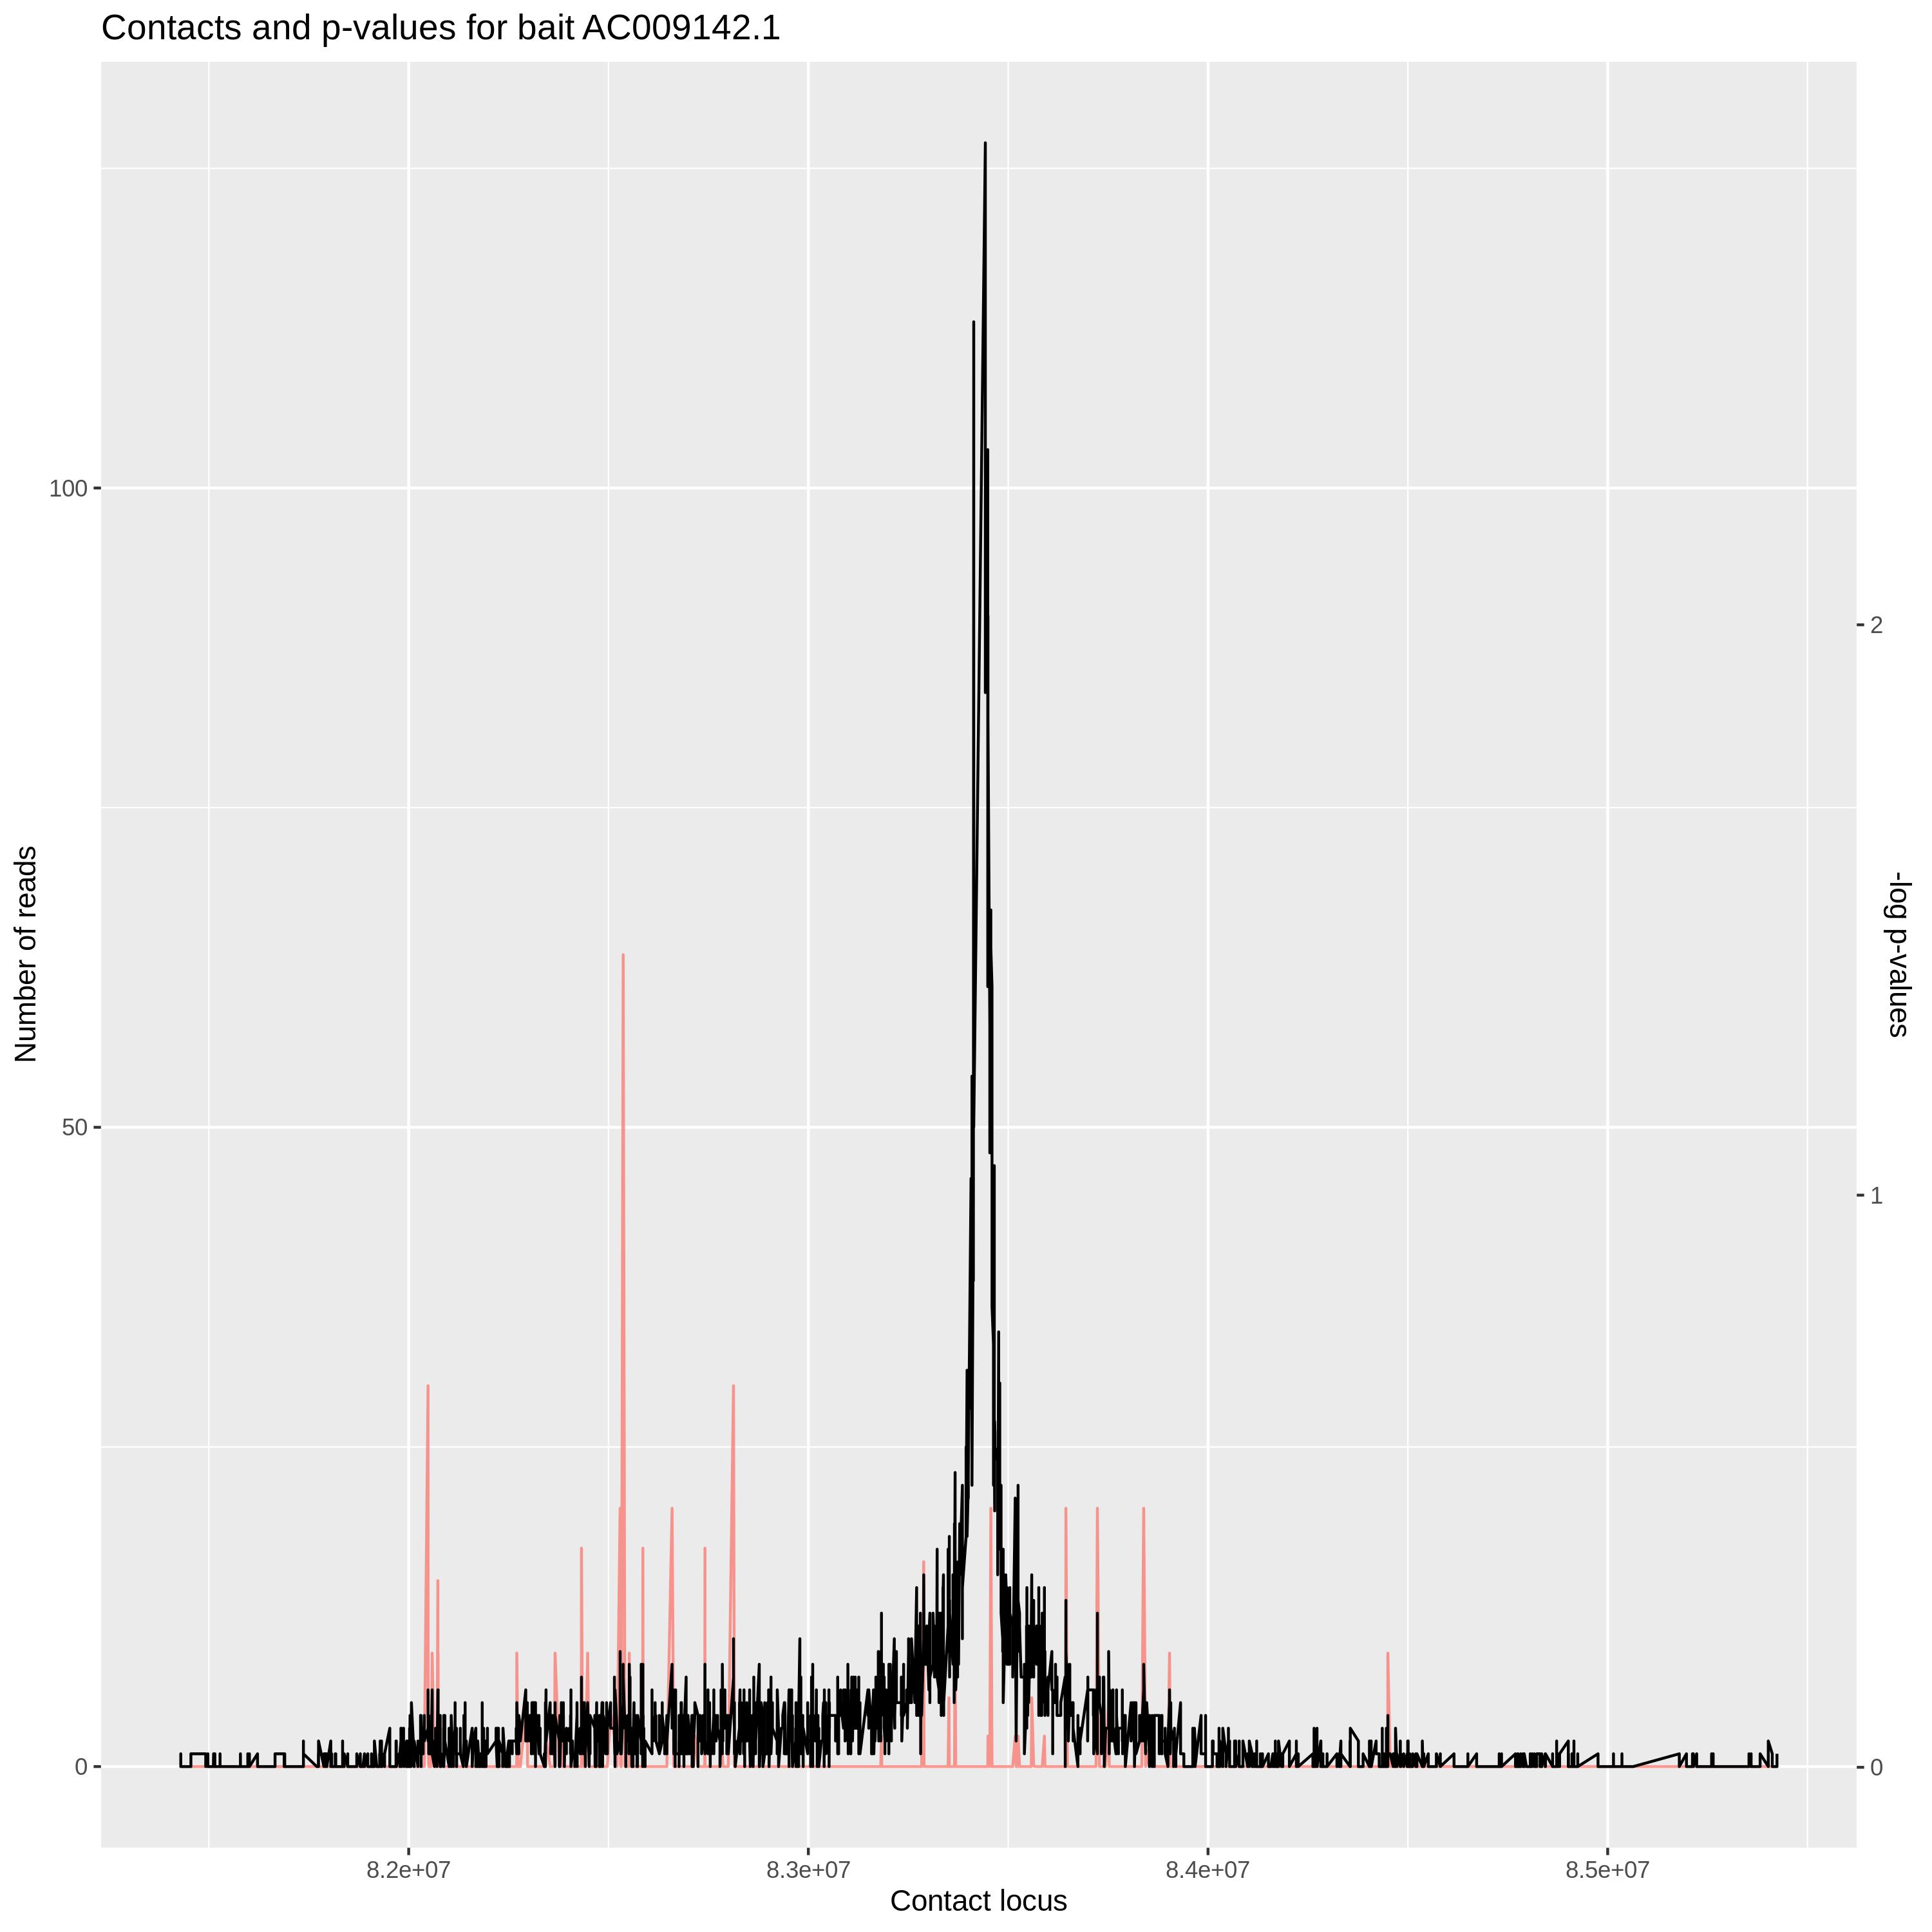 Contacts and p-values for bait AC009142.1
100
50
0
Number of reads
2
1
0
-log p-values
8.2e+07
8.3e+07
8.4e+07
8.5e+07
Contact locus